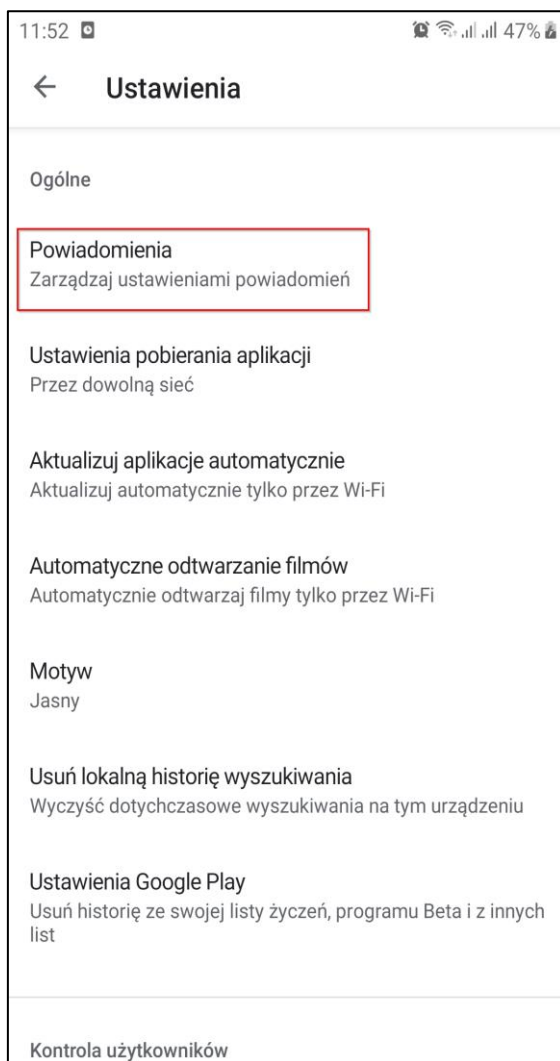 11:52
47%
Ustawienia
Ogólne
Powiadomienia
Zarządzaj ustawieniami powiadomień
Ustawienia pobierania aplikacji
Przez dowolną sieć
Aktualizuj aplikacje automatycznie
Aktualizuj automatycznie tylko przez Wi-Fi
Automatyczne odtwarzanie filmów
Automatycznie odtwarzaj filmy tylko przez Wi-Fi
Motyw
Jasny
Usuń lokalną historię wyszukiwania
Wyczyść dotychczasowe wyszukiwania na tym urządzeniu
Ustawienia Google Play
Usuń historię ze swojej listy życzeń, programu Beta i z innych
list
Kontrola użytkowników